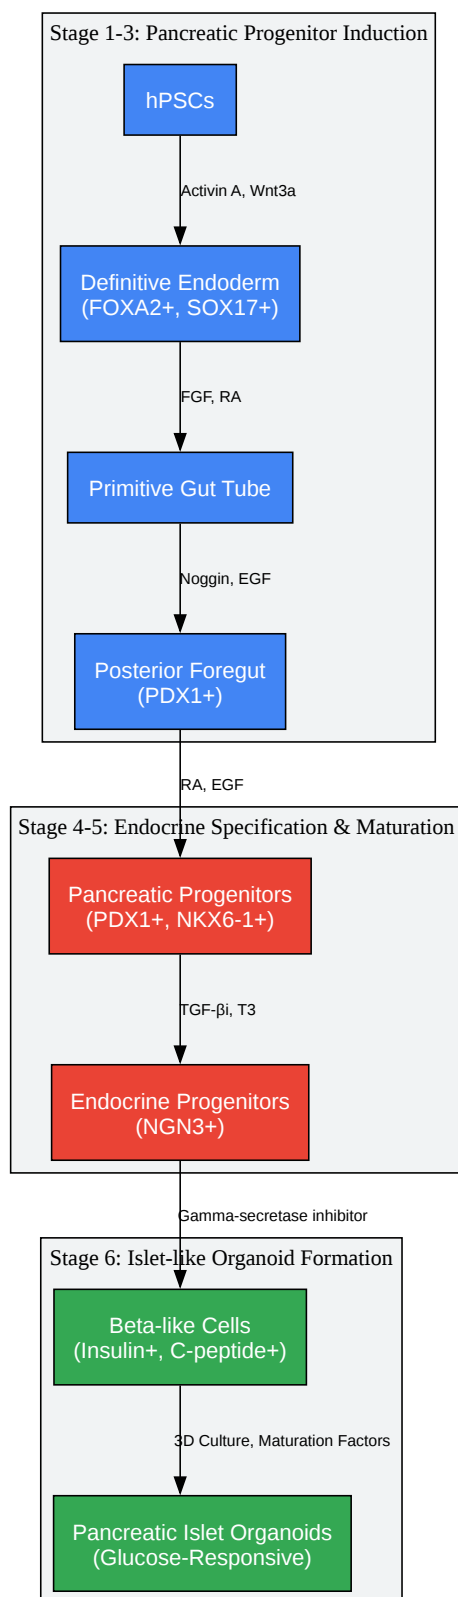 Stage 1-3: Pancreatic Progenitor Induction
hPSCs
Activin A, Wnt3a
Definitive Endoderm
(FOXA2+, SOX17+)
FGF, RA
Primitive Gut Tube
Noggin, EGF
Posterior Foregut
(PDX1+)
RA, EGF
Stage 4-5: Endocrine Specification & Maturation
Pancreatic Progenitors
(PDX1+, NKX6-1+)
TGF-βi, T3
Endocrine Progenitors
(NGN3+)
Gamma-secretase inhibitor
Stage 6: Islet-like Organoid Formation
Beta-like Cells
(Insulin+, C-peptide+)
3D Culture, Maturation Factors
Pancreatic Islet Organoids
(Glucose-Responsive)